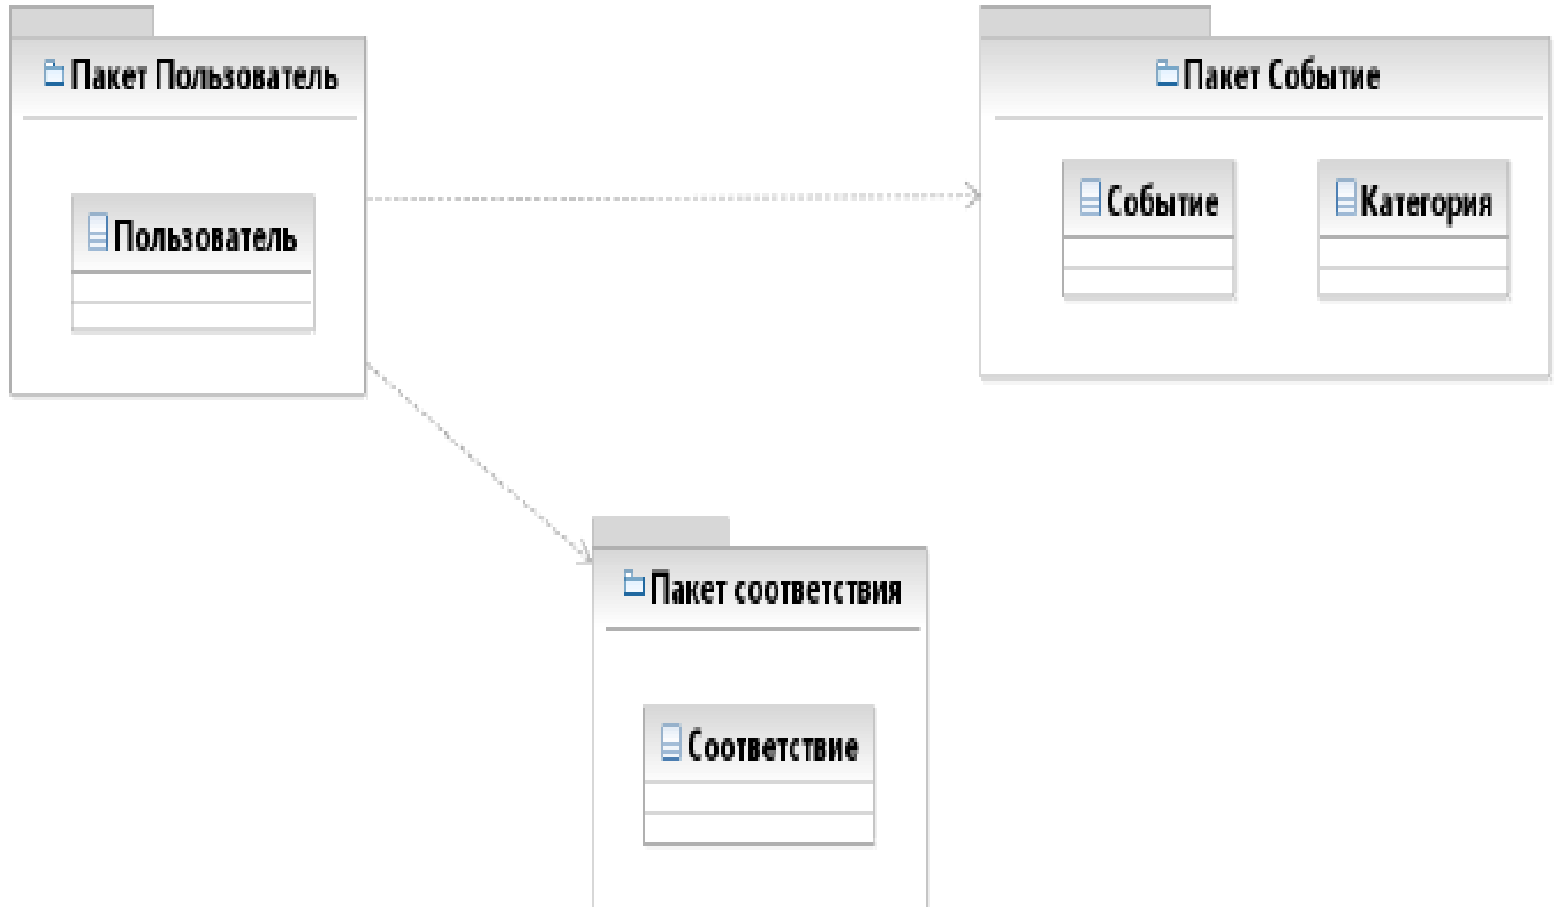 Пакет Пользователь
Пользователь
Пакет Событие
Событие
Категория
Пакет соответствия
Соответствие